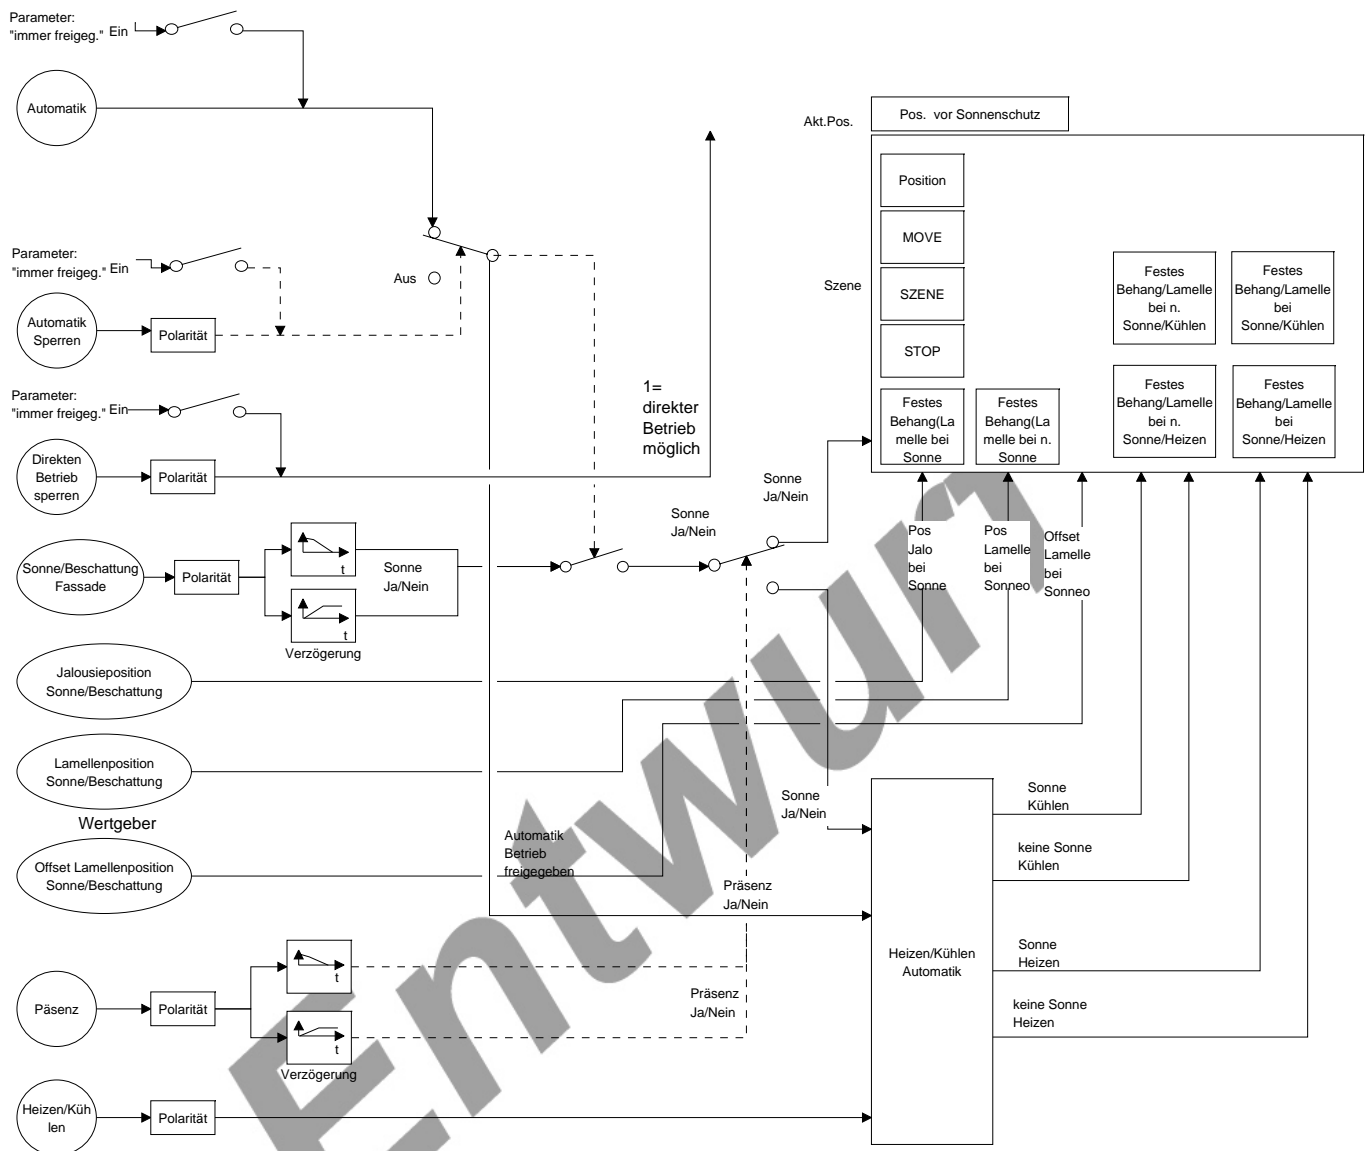 Parameter:
"immer freigeg." Ein
Automatik
Akt.Pos.
Pos. vor Sonnenschutz
Position
MOVE
Szene
SZENE
STOP
Festes
Behang/Lamelle
bei n.
Sonne/Kühlen
Festes
Behang/Lamelle
bei
Sonne/Kühlen
Festes
Behang(La
melle bei
Sonne
Festes
Behang(La
melle bei n.
Sonne
Festes
Behang/Lamelle
bei n.
Sonne/Heizen
Festes
Behang/Lamelle
bei
Sonne/Heizen
Parameter:
"immer freigeg." Ein
Aus
Automatik
Sperren
Polarität
Parameter:
"immer freigeg." Ein
1=
direkter
Betrieb
möglich
Direkten
Betrieb
sperren
Polarität
Sonne
Ja/Nein
Sonne
Ja/Nein
Pos
Jalo
bei
Sonne
Pos
Lamelle
bei
Sonneo
Offset
Lamelle
bei
Sonneo
Sonne/Beschattung
Fassade
Polarität
t
t
Verzögerung
Sonne
Ja/Nein
Jalousieposition
Sonne/Beschattung
Lamellenposition
Sonne/Beschattung
Wertgeber
Offset Lamellenposition
Sonne/Beschattung
Automatik
Betrieb
freigegeben
Sonne
Ja/Nein
Präsenz
Ja/Nein
Sonne
Kühlen
keine Sonne
Kühlen
Heizen/Kühlen
Automatik
Sonne
Heizen
keine Sonne
Heizen
Päsenz
Polarität
t
t
Verzögerung
Präsenz
Ja/Nein
Heizen/Küh
len
Polarität
Entwurf